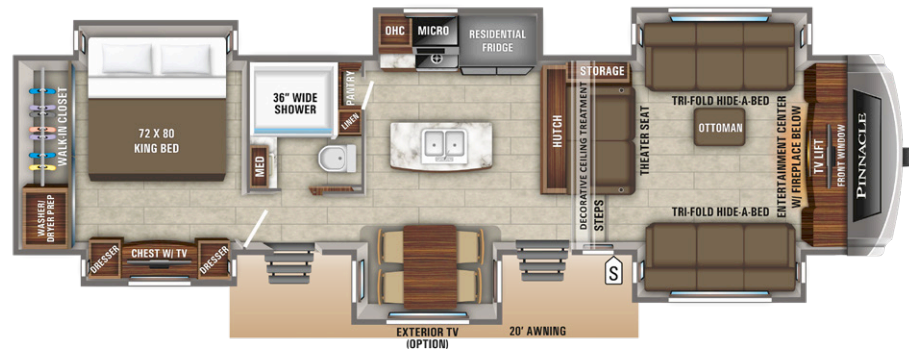 WALK-IN CLOSET
WASHER/
DRYER PREP
72 X 80
KING BED
DRESSER
CHEST W/ TV
DRESSER
36" WIDE
SHOWER
MED
PANTRY
LINEN
OHC
MICRO
RESIDENTIAL
FRIDGE
HUTCH
STORAGE
DECORATIVE CEILING TREATMENT
STEPS
THEATER SEAT
TRI-FOLD HIDE-A-BED
OTTOMAN
TRI-FOLD HIDE-A-BED
ENTERTAINMENT CENTER
W/ FIREPLACE BELOW
TV LIFT
FRONT WINDOW
PINNACLE
S
EXTERIOR TV
(OPTION)
20' AWNING